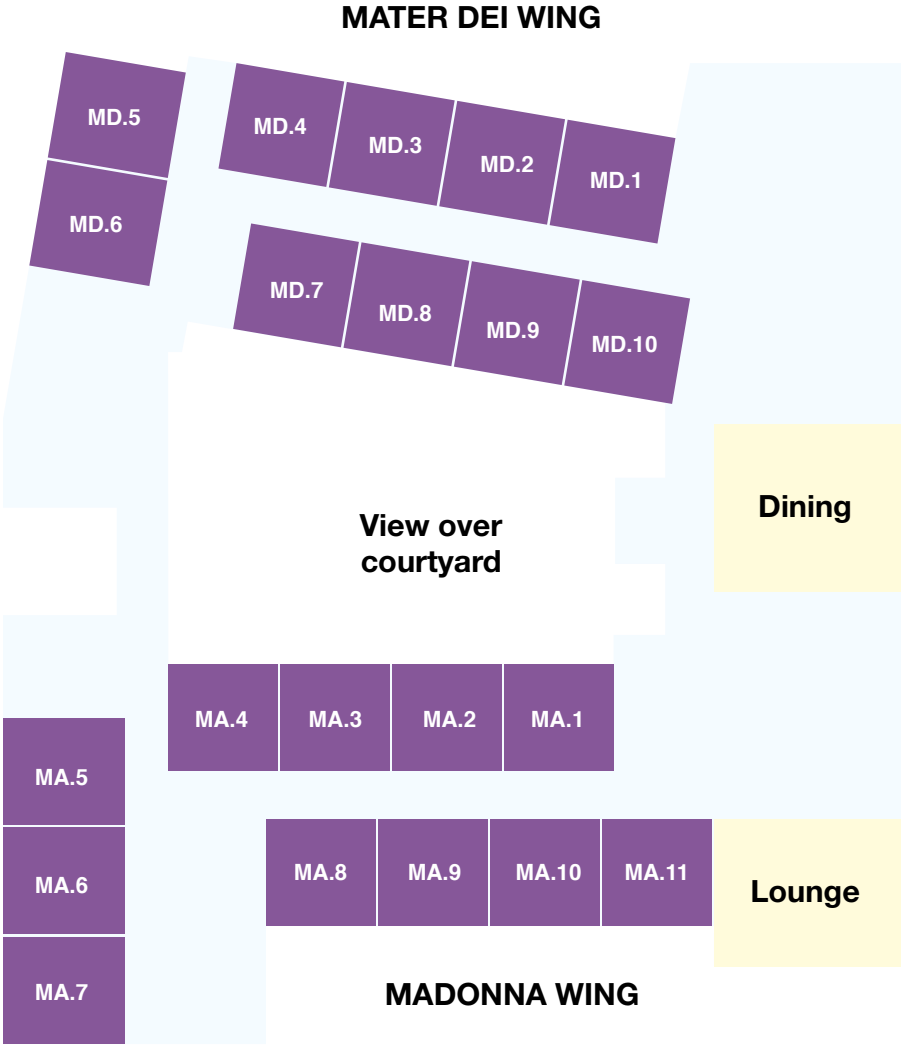 MATER DEI WING
MD.5
MD.4
MD.3
MD.2
MD.1
MD.6
MD.7
MD.8
MD.9
MD.10
Dining
View over
courtyard
MA.4
MA.3
MA.2
MA.1
MA.5
MA.6
MA.7
MA.8
MA.9
MA.10
MA.11
Lounge
MADONNA WING